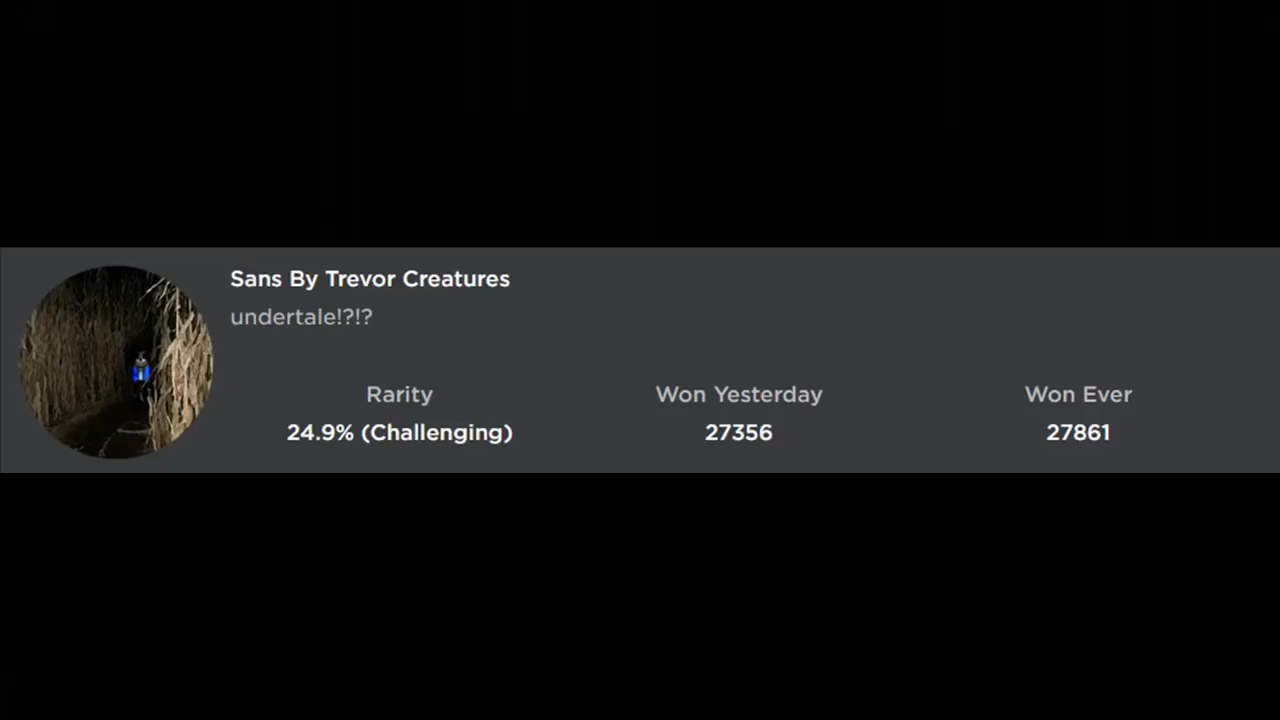 Sans By Trevor Creatures
undertale!?!?
Rarity Won Yesterday Won Ever
24.9% (Challenging) 27356 27861